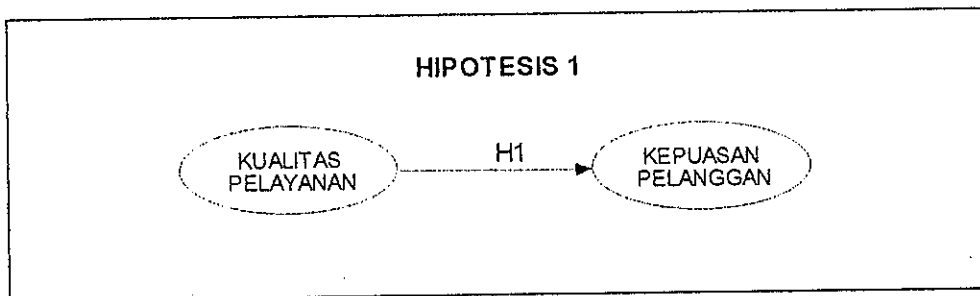 HIPOTESIS 1
KUALITAS
PELAYANAN
H1
KEPUASAN
PELANGGAN